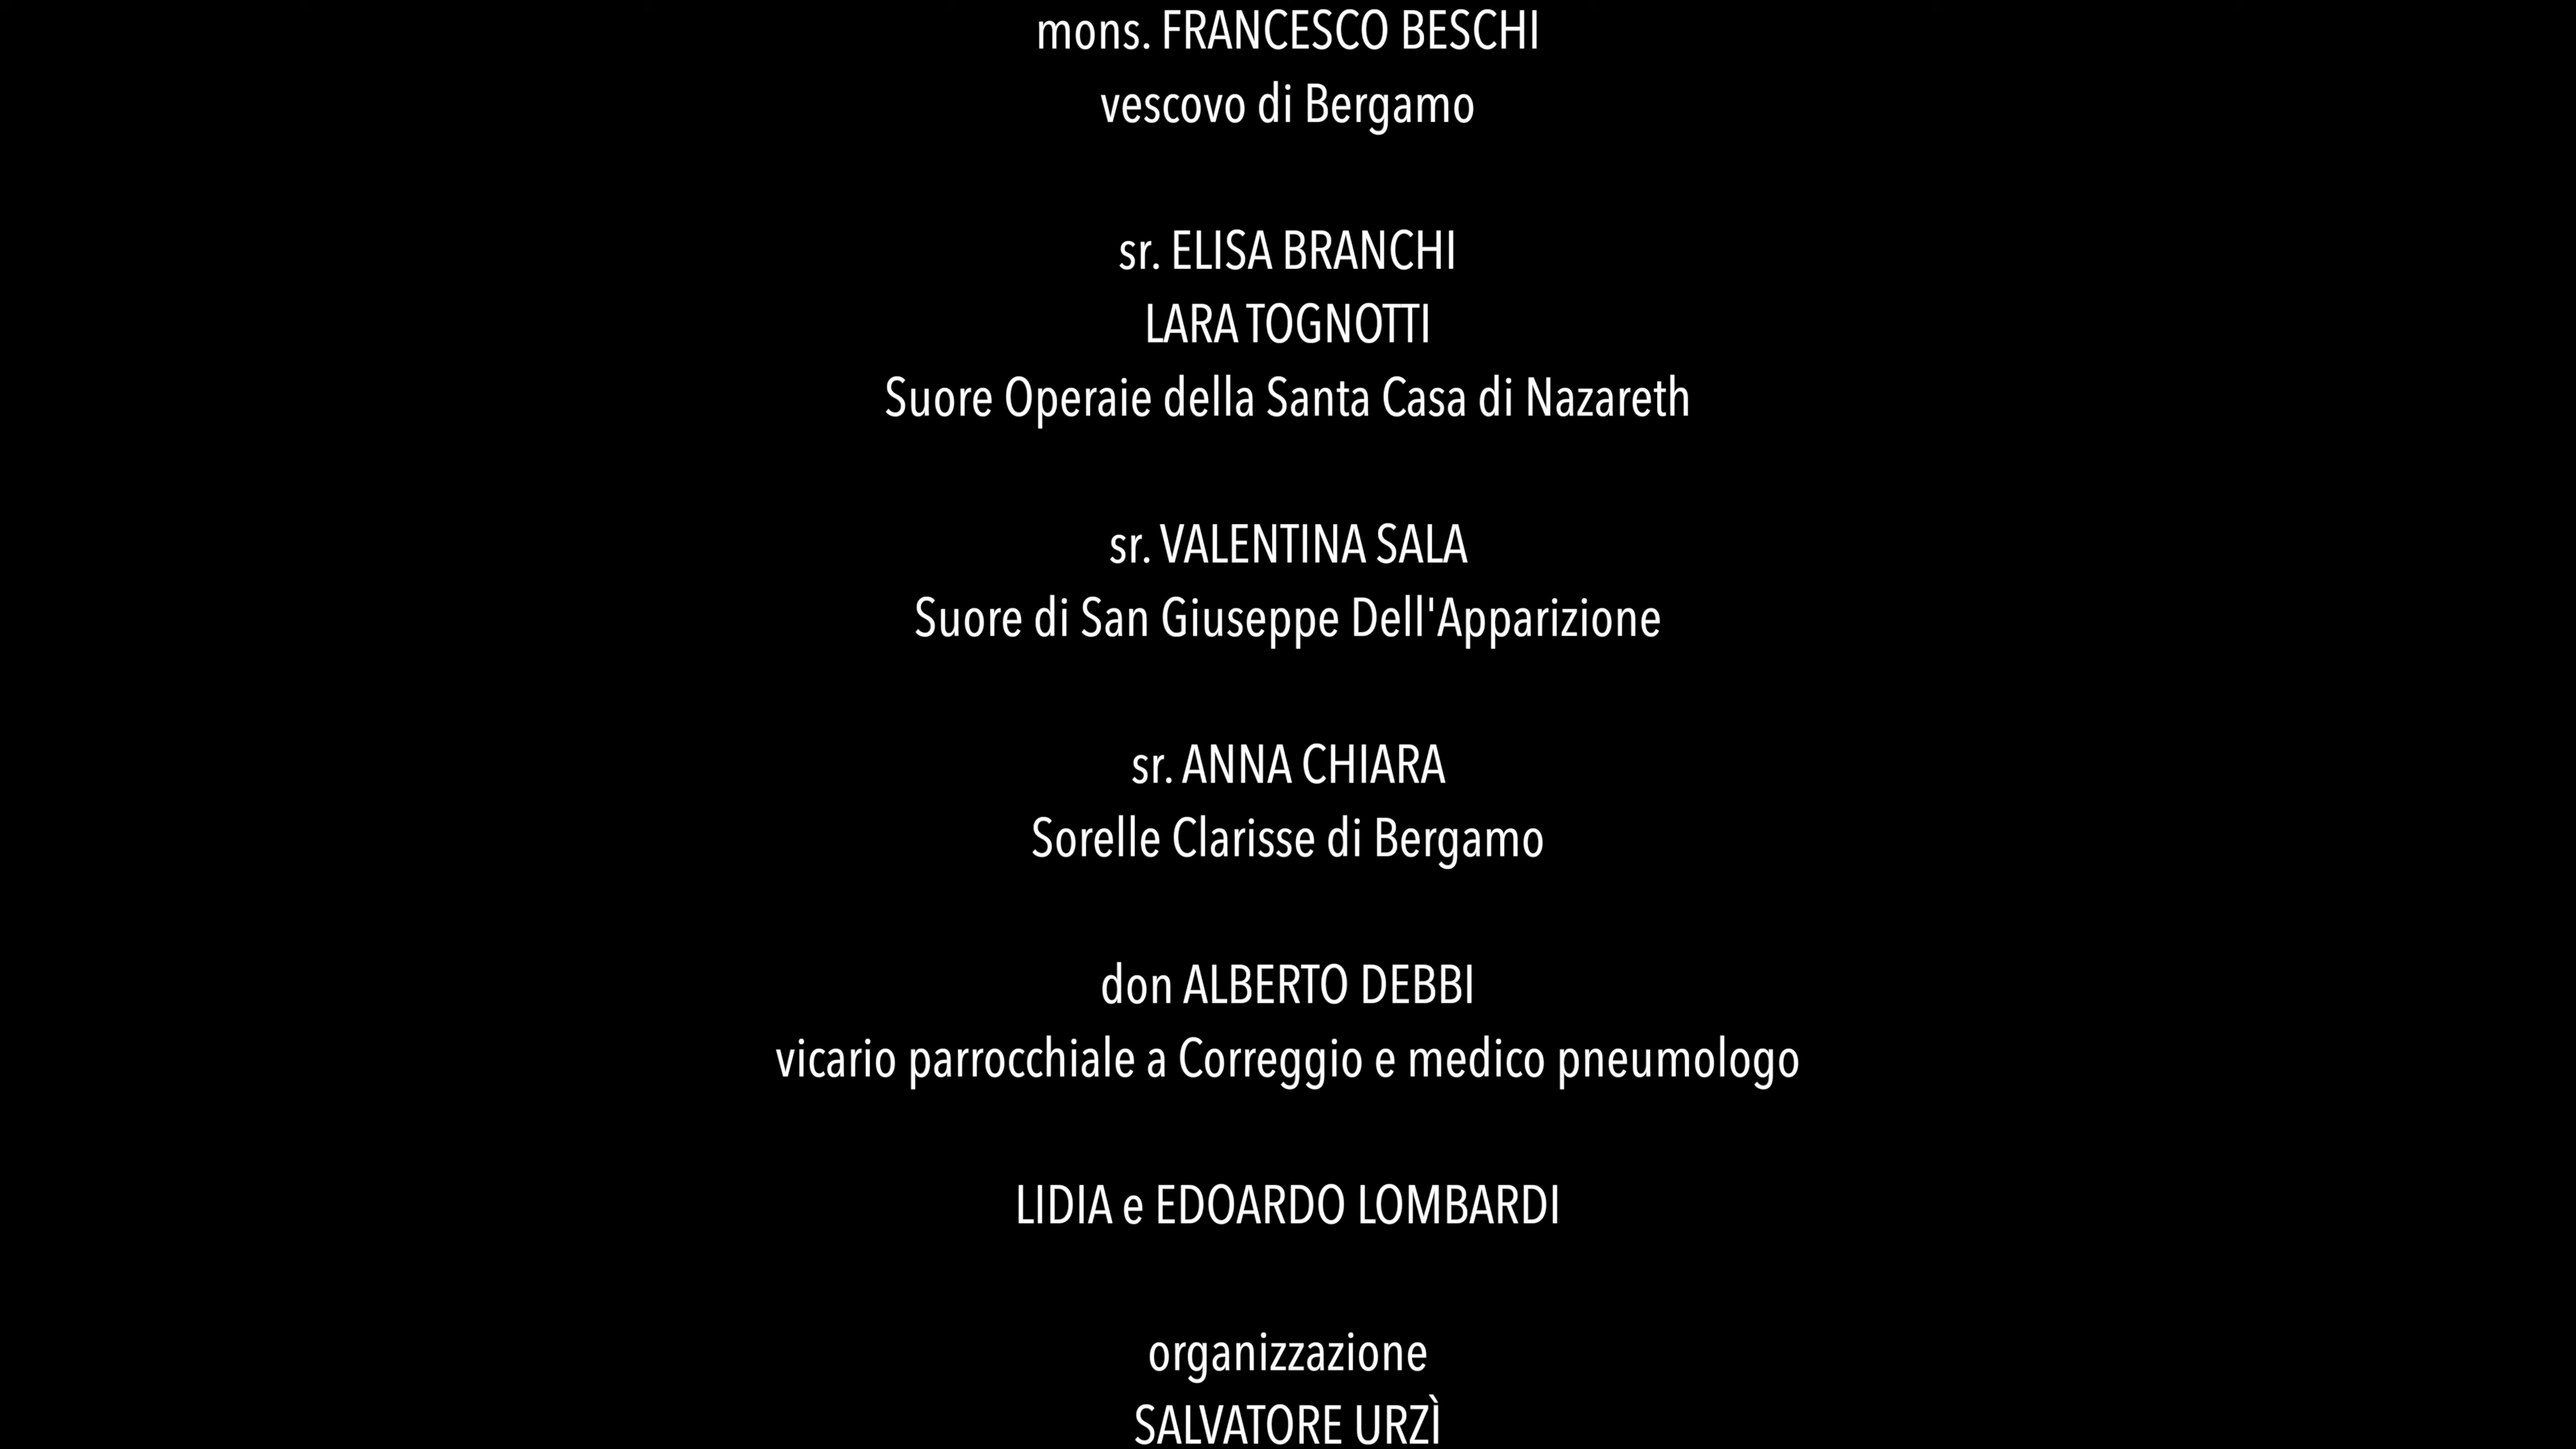 mons. FRANCESCO BESCHI
vescovo di Bergamo
sr. ELISA BRANCHI
LARA TOGNOTTI
Suore Operaie della Santa Casa di Nazareth
sr. VALENTINA SALA
Suore di San Giuseppe Dell'Apparizione
sr. ANNA CHIARA
Sorelle Clarisse di Bergamo
don ALBERTO DEBBI
vicario parrocchiale a Correggio e medico pneumologo
LIDIA e EDOARDO LOMBARDI
organizzazione
SALVATORE URZÌ